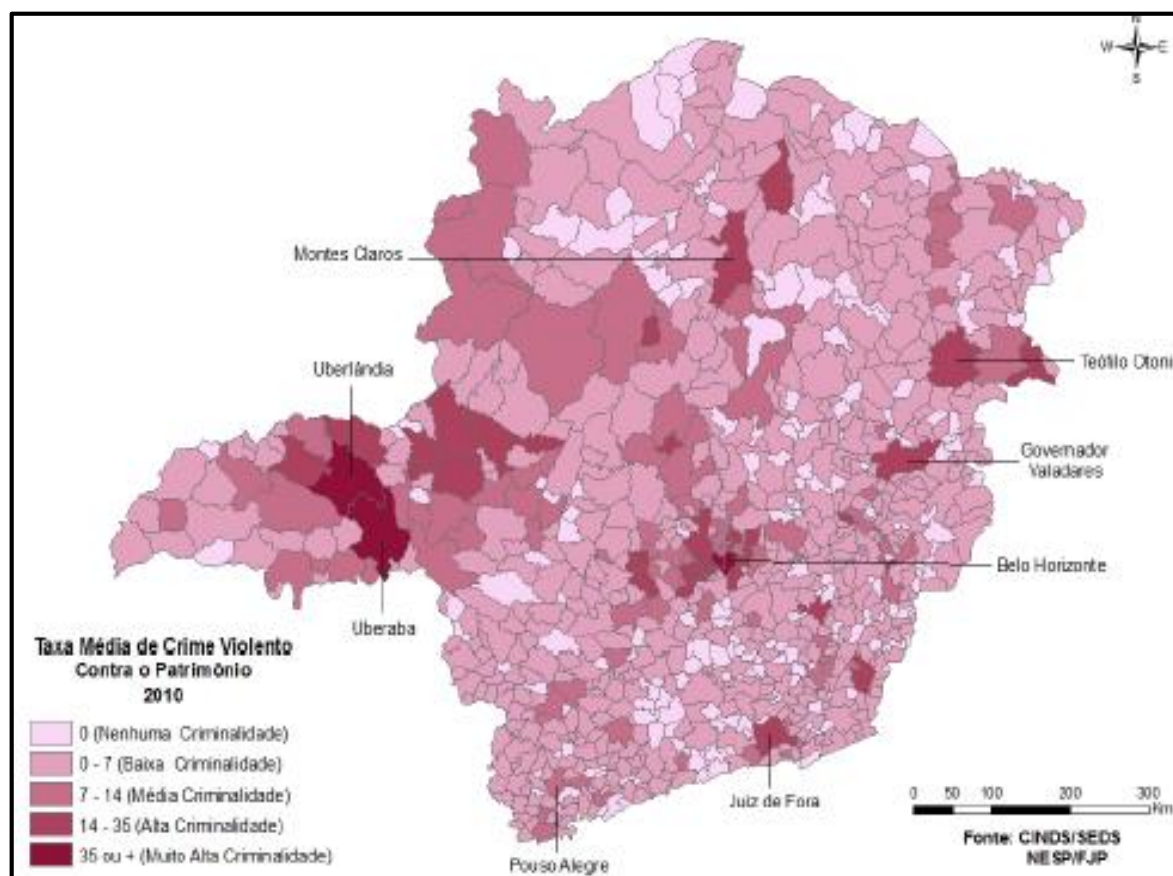 N
W E
S
Montes Claros
Uberlândia
Teófilo Otoni
Governador
Valadares
Belo Horizonte
Uberaba
Juiz de Fora
Pouso Alegre
Taxa Média de Crime Violento
Contra o Patrimônio
2010
0 (Nenhuma Criminalidade)
0 - 7 (Baixa Criminalidade)
7 - 14 (Média Criminalidade)
14 - 35 (Alta Criminalidade)
35 ou + (Muito Alta Criminalidade)
0 50 100 200 300
Km
Fonte: CINDS/SEDS
NESP/FJP